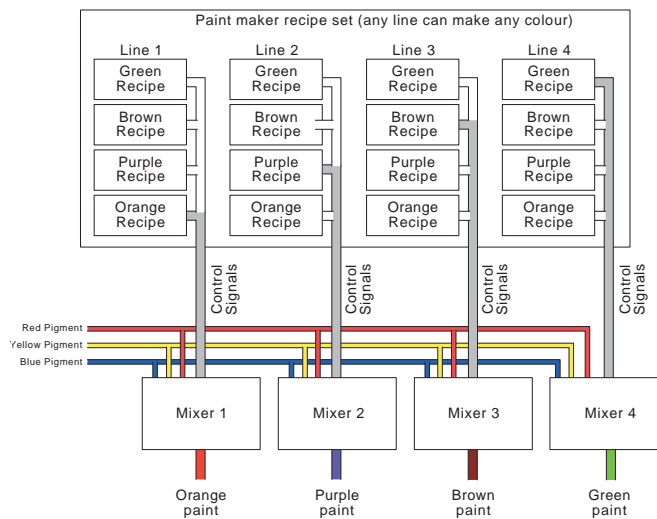 Paint maker recipe set (any line can make any colour)
Line 1
Line 2
Line 3
Line 4
Green
Recipe
Green
Recipe
Green
Recipe
Green
Recipe
Brown
Recipe
Brown
Recipe
Brown
Recipe
Brown
Recipe
Purple
Recipe
Purple
Recipe
Purple
Recipe
Purple
Recipe
Orange
Recipe
Orange
Recipe
Orange
Recipe
Orange
Recipe
Control
Signals
Control
Signals
Control
Signals
Control
Signals
Red Pigment
Yellow Pigment
Blue Pigment
Mixer 1
Mixer 2
Mixer 3
Mixer 4
Orange
paint
Purple
paint
Brown
paint
Green
paint